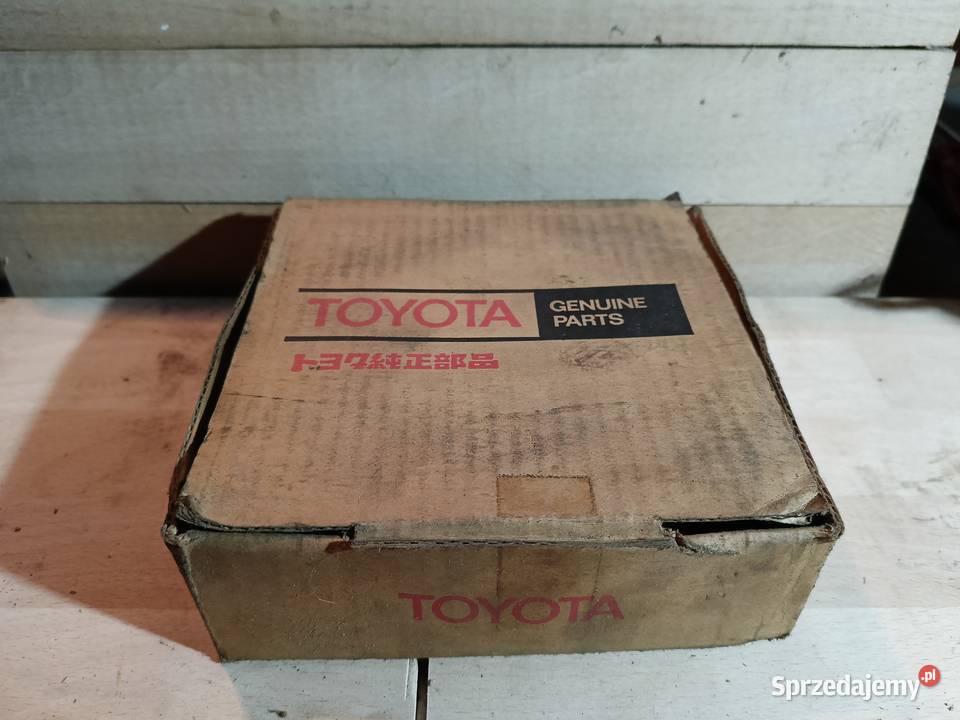 TOYOTA GENUINE PARTS
トヨタ純正部品
TOYOTA
Sprzedajemy.pl